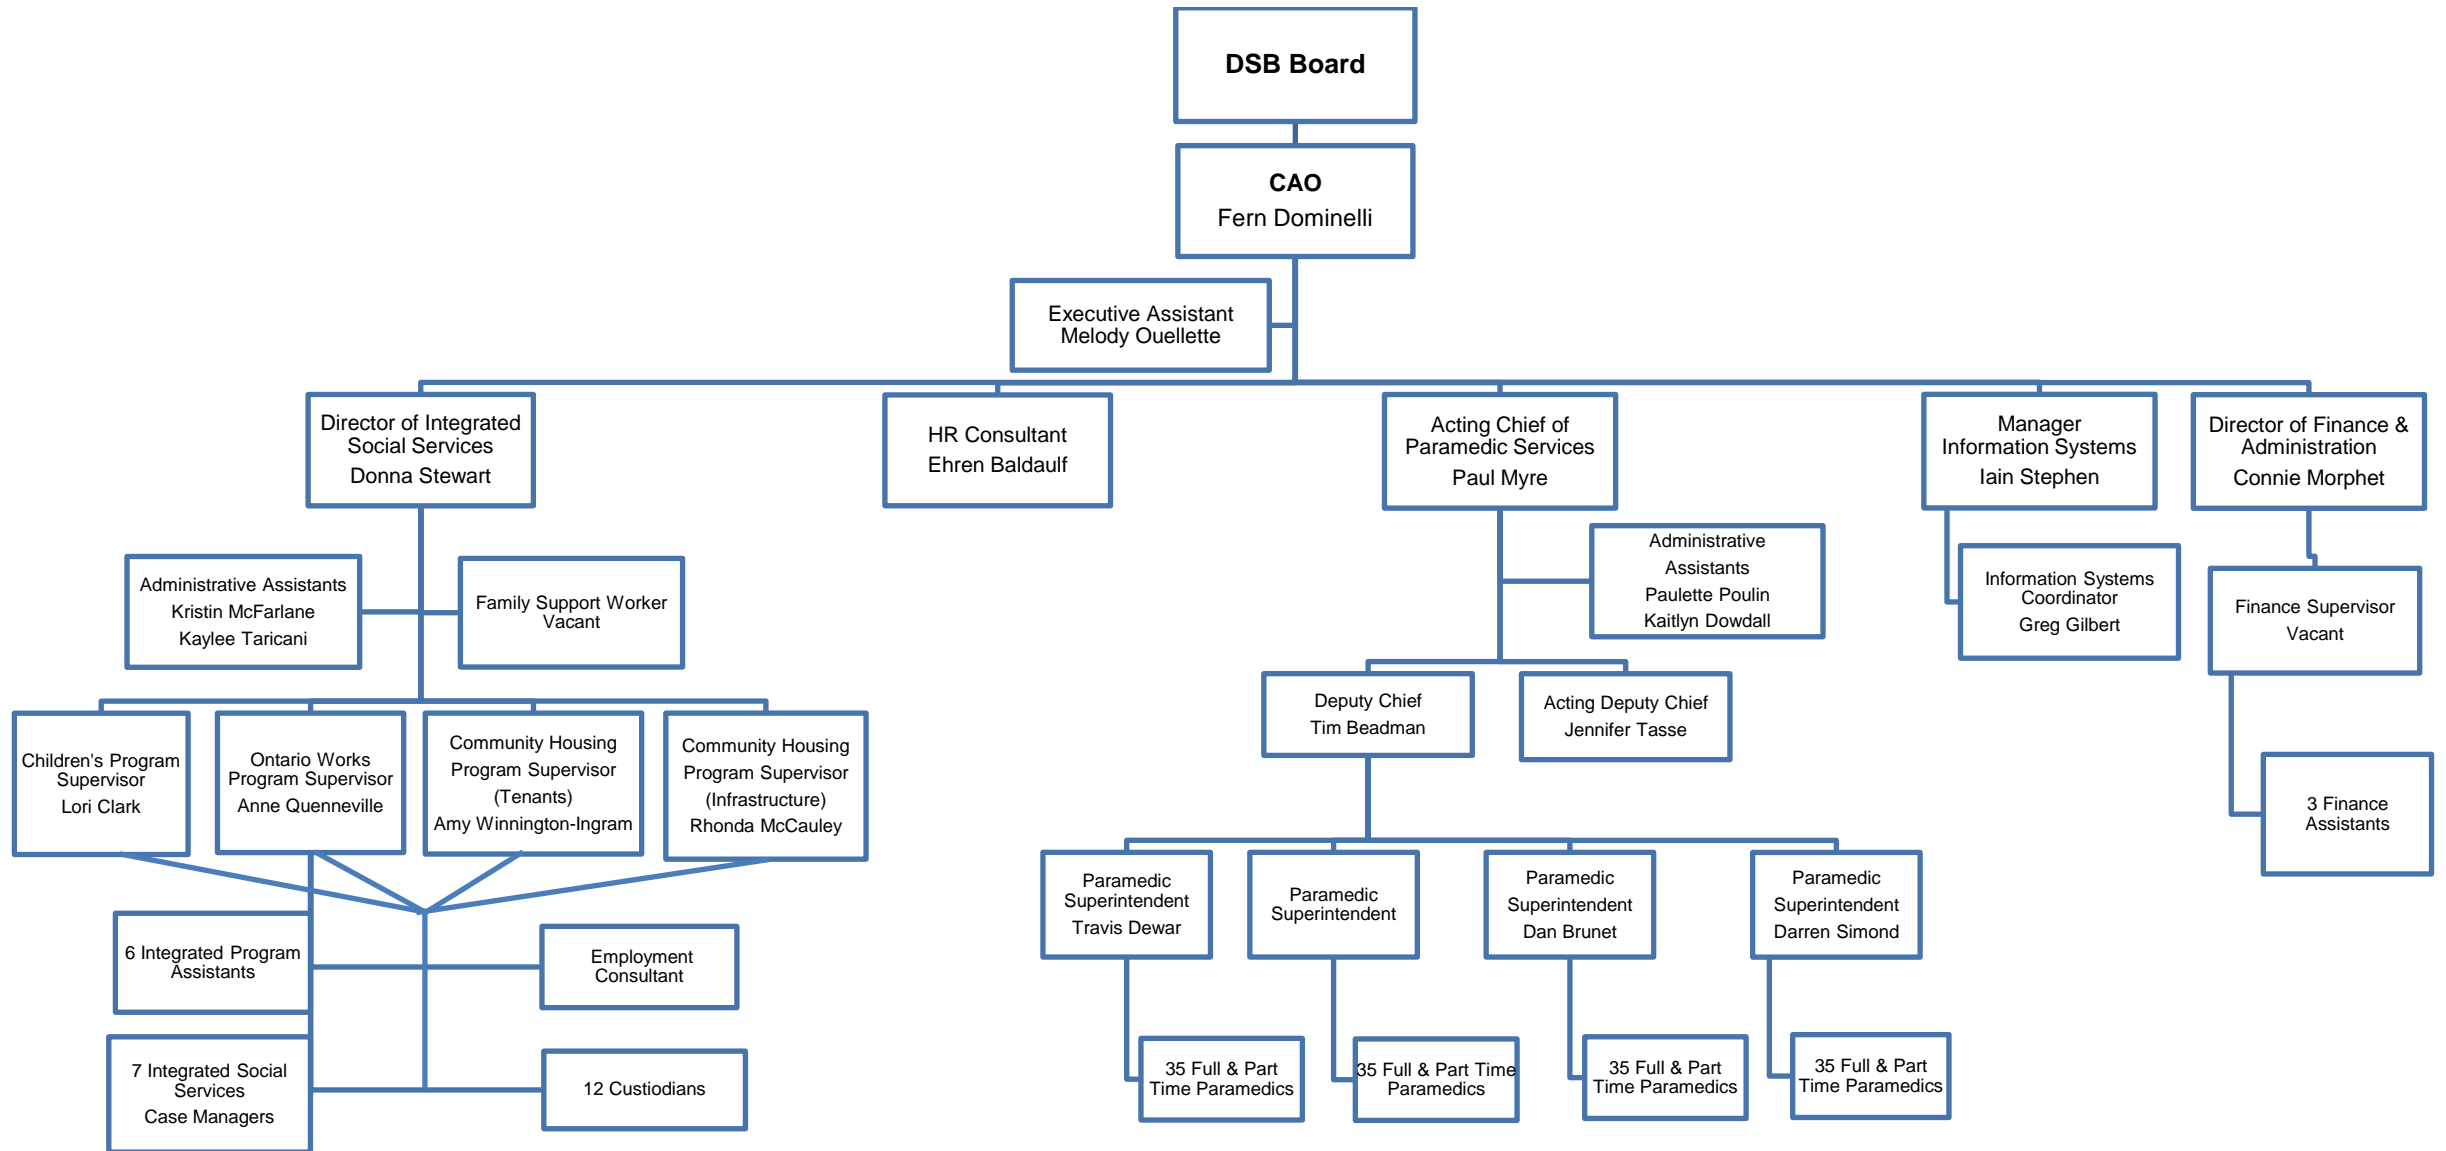 DSB Board
CAO
Fern Dominelli
Executive Assistant
Melody Ouellette
Director of Integrated
Social Services
Donna Stewart
HR Consultant
Ehren Baldaulf
Acting Chief of
Paramedic Services
Paul Myre
Manager
Information Systems
Iain Stephen
Director of Finance &
Administration
Connie Morphet
Administrative Assistants
Kristin McFarlane
Kaylee Taricani
Family Support Worker
Vacant
Administrative
Assistants
Paulette Poulin
Kaitlyn Dowdall
Information Systems
Coordinator
Greg Gilbert
Finance Supervisor
Vacant
Children's Program
Supervisor
Lori Clark
Ontario Works
Program Supervisor
Anne Quenneville
Community Housing
Program Supervisor
(Tenants)
Amy Winnington-Ingram
Community Housing
Program Supervisor
(Infrastructure)
Rhonda McCauley
Deputy Chief
Tim Beadman
Acting Deputy Chief
Jennifer Tasse
3 Finance
Assistants
Paramedic
Superintendent
Travis Dewar
Paramedic
Superintendent
Paramedic
Superintendent
Dan Brunet
Paramedic
Superintendent
Darren Simond
6 Integrated Program
Assistants
Employment
Consultant
7 Integrated Social
Services
Case Managers
12 Custiodians
35 Full & Part
Time Paramedics
35 Full & Part Time
Paramedics
35 Full & Part
Time Paramedics
35 Full & Part
Time Paramedics